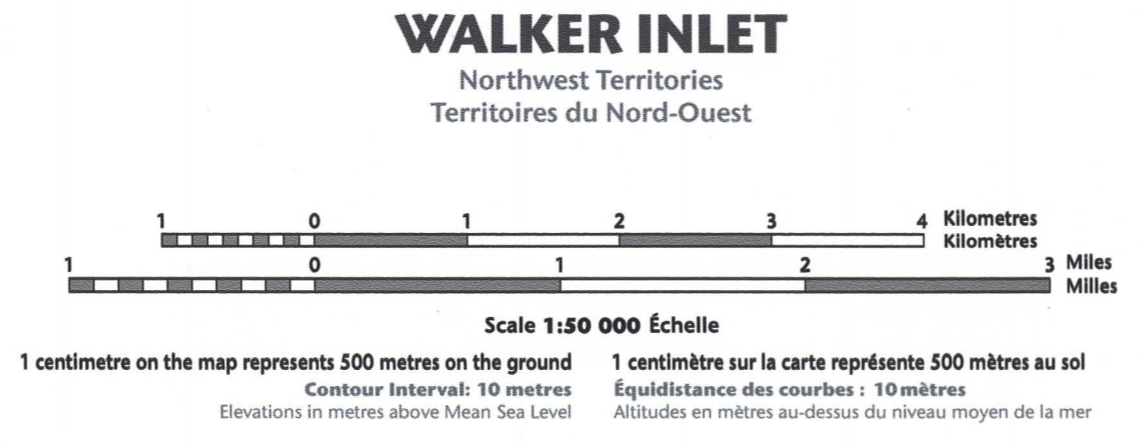 WALKER INLET
Northwest Territories
Territoires du Nord-Ouest
1 0 1 2 3 4 Kilometres
Kilomètres
1 0 1 2 3 Miles
Milles
Scale 1:50 000 Échelle
1 centimetre on the map represents 500 metres on the ground
Contour Interval: 10 metres
Elevations in metres above Mean Sea Level
1 centimètre sur la carte représente 500 mètres au sol
Équidistance des courbes : 10 mètres
Altitudes en mètres au-dessus du niveau moyen de la mer